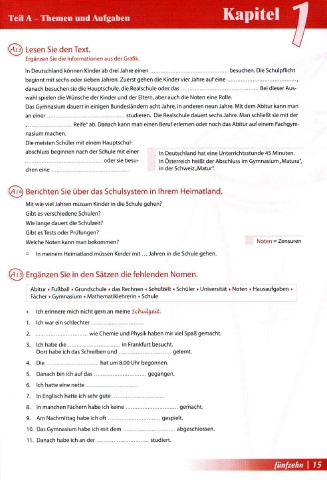 Teil A – Themen und Aufgaben
Kapitel 1
A13 Lesen Sie den Text.
Ergänzen Sie die Informationen aus der Grafik.
In Deutschland können Kinder ab drei Jahre einen ........................ besuchen. Die Schulpflicht
beginnt mit sechs oder sieben Jahren. Zuerst gehen die Kinder vier Jahre auf eine ........................,
danach besuchen sie die Hauptschule, die Realschule oder das ........................ Bei dieser Aus-
wahl spielen die Wünsche der Kinder und der Eltern, aber auch die Noten eine Rolle.
Das Gymnasium dauert in einigen Bundesländern acht Jahre, in anderen neun Jahre. Mit dem Abitur kann man
an einer ........................ studieren. Die Realschule dauert sechs Jahre. Man schließt sie mit der
„........................ Reife“ ab. Danach kann man einen Beruf erlernen oder noch das Abitur auf einem Fachgym-
nasium machen.
Die meisten Schüler mit einem Hauptschul-
abschluss beginnen nach der Schule mit einer
........................ oder sie besu-
chen eine ........................
In Deutschland hat eine Unterrichtsstunde 45 Minuten.
In Österreich heißt der Abschluss im Gymnasium „Matura“,
in der Schweiz „Matur“.
A14 Berichten Sie über das Schulsystem in Ihrem Heimatland.
Mit wie viel Jahren müssen Kinder in die Schule gehen?
Gibt es verschiedene Schulen?
Wie lange dauert die Schulzeit?
Gibt es Tests oder Prüfungen?
Welche Noten kann man bekommen?
Noten = Zensuren
In meinem Heimatland müssen Kinder mit ... Jahren in die Schule gehen.
A15 Ergänzen Sie in den Sätzen die fehlenden Nomen.
Abitur • Fußball • Grundschule • das Rechnen • Schulzeit • Schüler • Universität • Noten • Hausaufgaben •
Fächer • Gymnasium • Mathematiklehrerin • Schule
Ich erinnere mich nicht gern an meine Schulzeit.
1. Ich war ein schlechter ........................
2. ........................ wie Chemie und Physik haben mir viel Spaß gemacht.
3. Ich habe die ........................ in Frankfurt besucht.
Dort habe ich das Schreiben und ........................ gelernt.
4. Die ........................ hat um 8.00 Uhr begonnen.
5. Danach bin ich auf das ........................ gegangen.
6. Ich hatte eine nette ........................
7. In Englisch hatte ich sehr gute ........................
8. In manchen Fächern habe ich keine ........................ gemacht.
9. Am Nachmittag habe ich oft ........................ gespielt.
10. Das Gymnasium habe ich mit dem ........................ abgeschlossen.
11. Danach habe ich an der ........................ studiert.
fünfzehn | 15